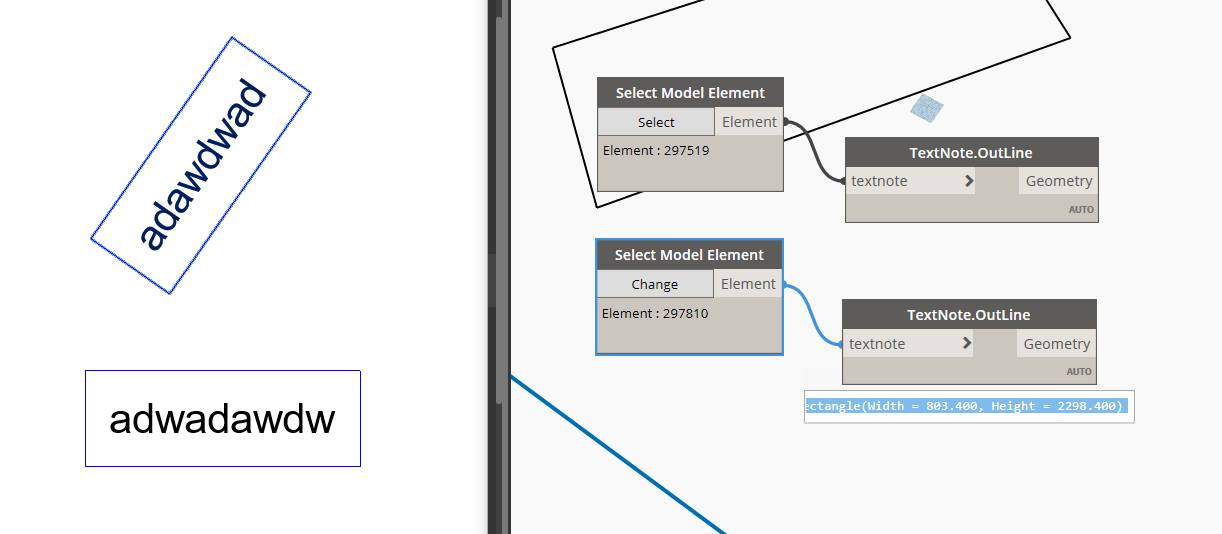 adawdwad
adwadawdw
Select Model Element
Select
Element
Element : 297519
TextNote.OutLine
textnote
Geometry
AUTO
Select Model Element
Change
Element
Element : 297810
TextNote.OutLine
textnote
Geometry
AUTO
ectangle(Width = 803.400, Height = 2298.400)